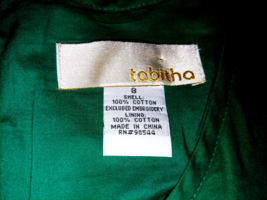 tabitha
8
SHELL:
100% COTTON
EXCLUDED EMBROIDERY
LINING:
100% COTTON
MADE IN CHINA
RN#98544